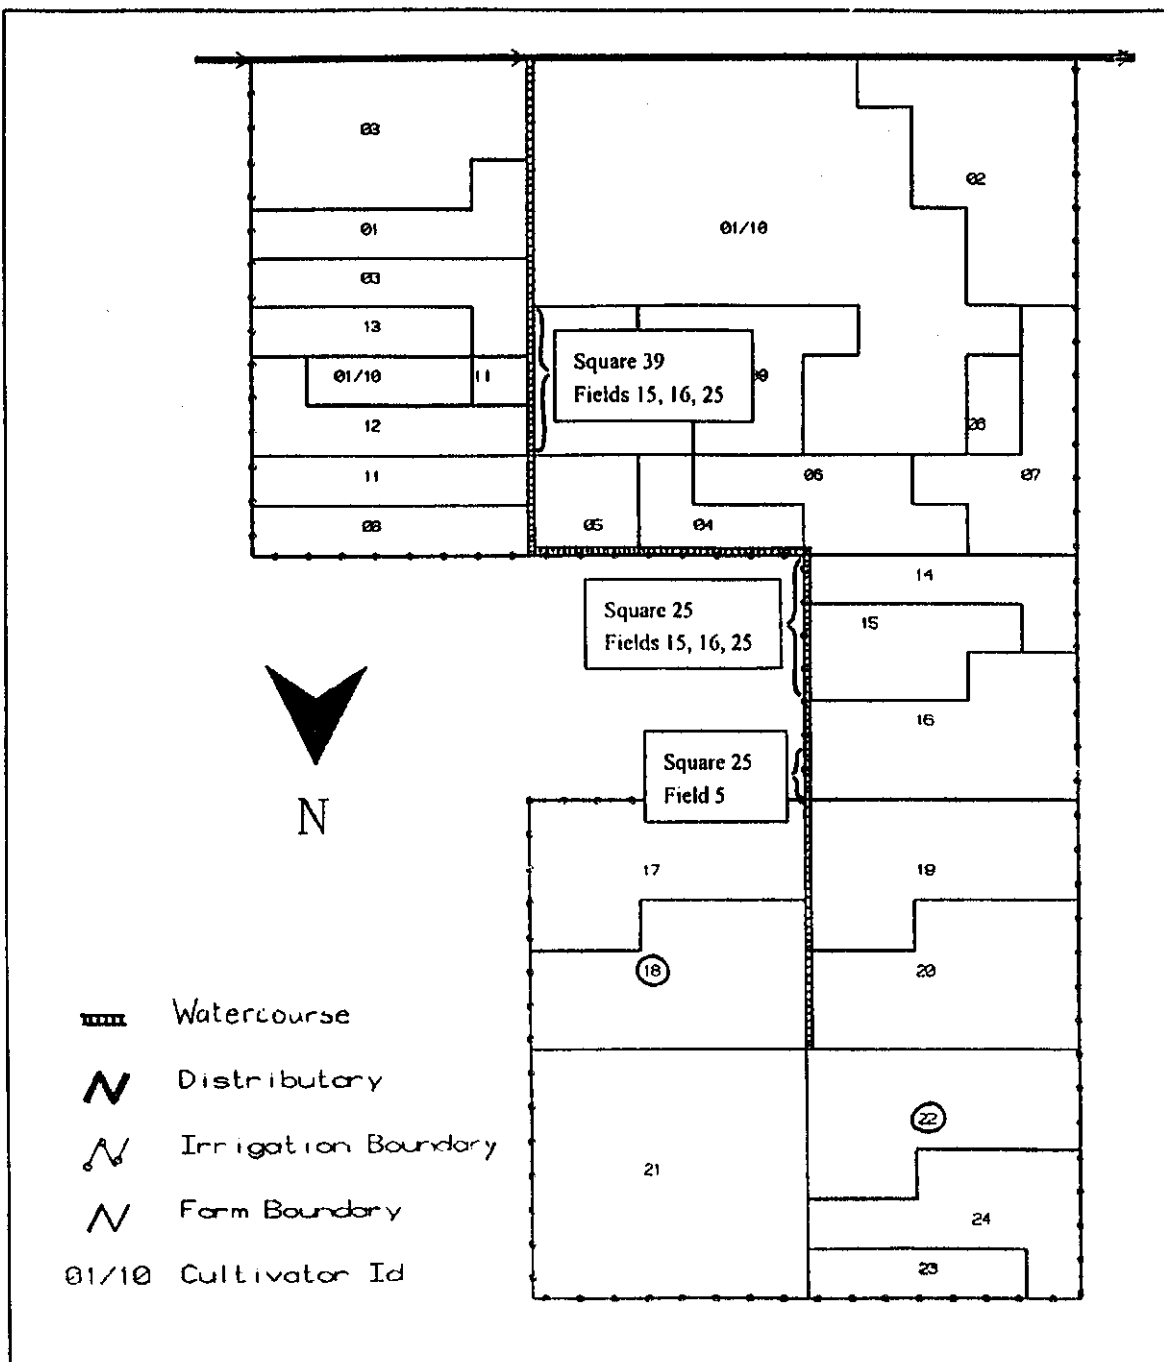 03
02
01
01/10
03
13
Square 39
Fields 15, 16, 25
09
01/10
11
12
08
11
06
07
08
05
04
14
Square 25
Fields 15, 16, 25
15
16
Square 25
Field 5
N
17
19
18
20
Watercourse
Distributary
22
Irrigation Boundary
21
Farm Boundary
24
01/10 Cultivator Id
23